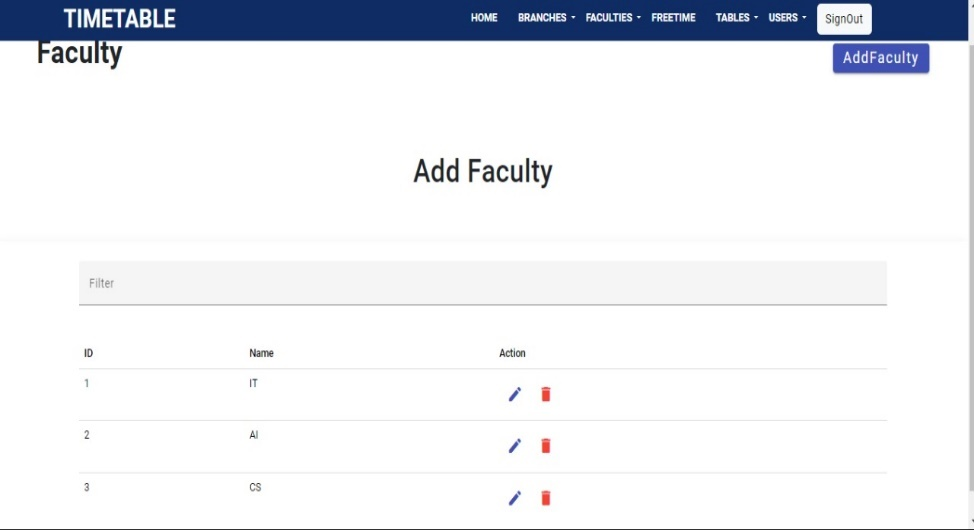 TIMETABLE HOME BRANCHES FACULTIES FREETIME TABLES USERS SignOut
Faculty AddFaculty
Add Faculty
Filter
ID Name Action
1 IT
2 AI
3 CS